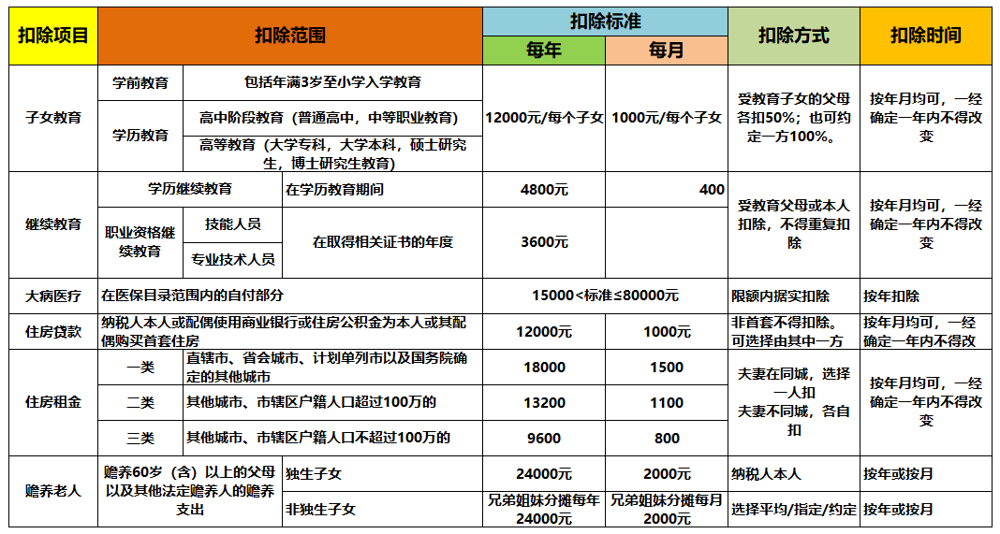 扣除项目
扣除范围
扣除标准
扣除方式
扣除时间
每年
每月
子女教育
学前教育
包括年满3岁至小学入学教育
12000元/每个子女
1000元/每个子女
受教育子女的父母
各扣50%；也可约
定一方100%。
按年月均可，一经
确定一年内不得改
变
学历教育
高中阶段教育（普通高中，中等职业教育）
高等教育（大学专科，大学本科，硕士研究
生，博士研究生教育）
继续教育
学历继续教育
在学历教育期间
4800元
400
受教育父母或本人
扣除，不得重复扣
除
按年月均可，一经
确定一年内不得改
变
职业资格继
续教育
技能人员
专业技术人员
在取得相关证书的年度
3600元
大病医疗
在医保目录范围内的自付部分
15000<标准≤80000元
限额内据实扣除
按年扣除
住房贷款
纳税人本人或配偶使用商业银行或住房公积金为本人或其配
偶购买首套住房
12000元
1000元
非首套不得扣除。
可选择由其中一方
按年月均可，一经
确定一年内不得改
住房租金
一类
直辖市、省会城市、计划单列市以及国务院确
定的其他城市
18000
1500
夫妻在同城，选择
一人扣
夫妻不同城，各自
扣
按年月均可，一经
确定一年内不得改
变
二类
其他城市、市辖区户籍人口超过100万的
13200
1100
三类
其他城市、市辖区户籍人口不超过100万的
9600
800
赡养老人
赡养60岁（含）以上的父母
以及其他法定赡养人的赡养
支出
独生子女
24000元
2000元
纳税人本人
按年或按月
非独生子女
兄弟姐妹分摊每年
24000元
兄弟姐妹分摊每月
2000元
选择平均/指定/约定
按年或按月